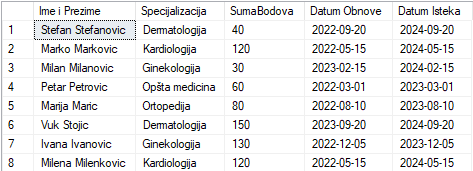 Ime i Prezime Specijalizacija SumaBodova Datum Obnove Datum Isteka
1 Stefan Stefanovic Dermatologija 40 2022-09-20 2024-09-20
2 Marko Markovic Kardiologija 120 2022-05-15 2024-05-15
3 Milan Milanovic Ginekologija 30 2023-02-15 2024-02-15
4 Petar Petrovic Opšta medicina 60 2022-03-01 2023-03-01
5 Marija Maric Ortopedija 80 2022-08-10 2023-08-10
6 Vuk Stojic Dermatologija 150 2023-09-20 2024-09-20
7 Ivana Ivanovic Ginekologija 130 2022-12-05 2023-12-05
8 Milena Milenkovic Kardiologija 120 2022-05-15 2024-05-15